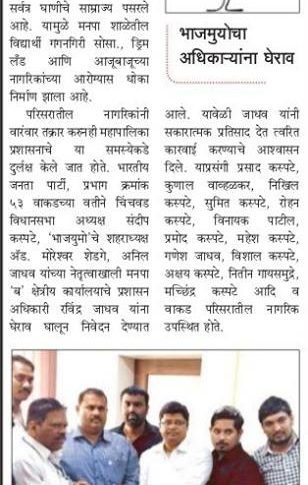 सर्वत्र घाणीचे साम्राज्य पसरले
आहे. यामुळे मनपा शाळेतील
विद्यार्थी गगनगिरी सोसा., ड्रिम
लँड आणि आजूबाजूच्या
नागरिकांच्या आरोग्यास धोका
निर्माण झाला आहे.
परिसरातील नागरिकांनी
वारंवार तक्रार करुनही महापालिका
प्रशासनाचे या समस्येकडे
दुर्लक्ष केले जात होते. भारतीय
जनता पार्टी, प्रभाग क्रमांक
५३ वाकडच्या वतीने चिंचवड
विधानसभा अध्यक्ष संदीप
कस्पटे, 'भाजयुमो'चे शहराध्यक्ष
अँड. मोरेश्वर शेडगे, अनिल
जाधव यांच्या नेतृत्वाखाली मनपा
'ब' क्षेत्रीय कार्यालयाचे प्रशासन
अधिकारी रविंद्र जाधव यांना
घेराव घालून निवेदन देण्यात
भाजमुयोचा
अधिकाऱ्यांना घेराव
आले. यावेळी जाधव यांनी
सकारात्मक प्रतिसाद देत त्वरित
कारवाई करण्याचे आश्वासन
दिले. याप्रसंगी प्रसाद कस्पटे,
कुणाल वाव्हळकर, निखिल
कस्पटे, सुमित कस्पटे, रोहन
कस्पटे, विनायक पाटील,
प्रमोद कस्पटे, महेश कस्पटे,
गणेश जाधव, विशाल कस्पटे,
अक्षय कस्पटे, नितीन गायसमुद्रे,
मच्छिंद्र कस्पटे आदि व
वाकड परिसरातील नागरिक
उपस्थित होते.